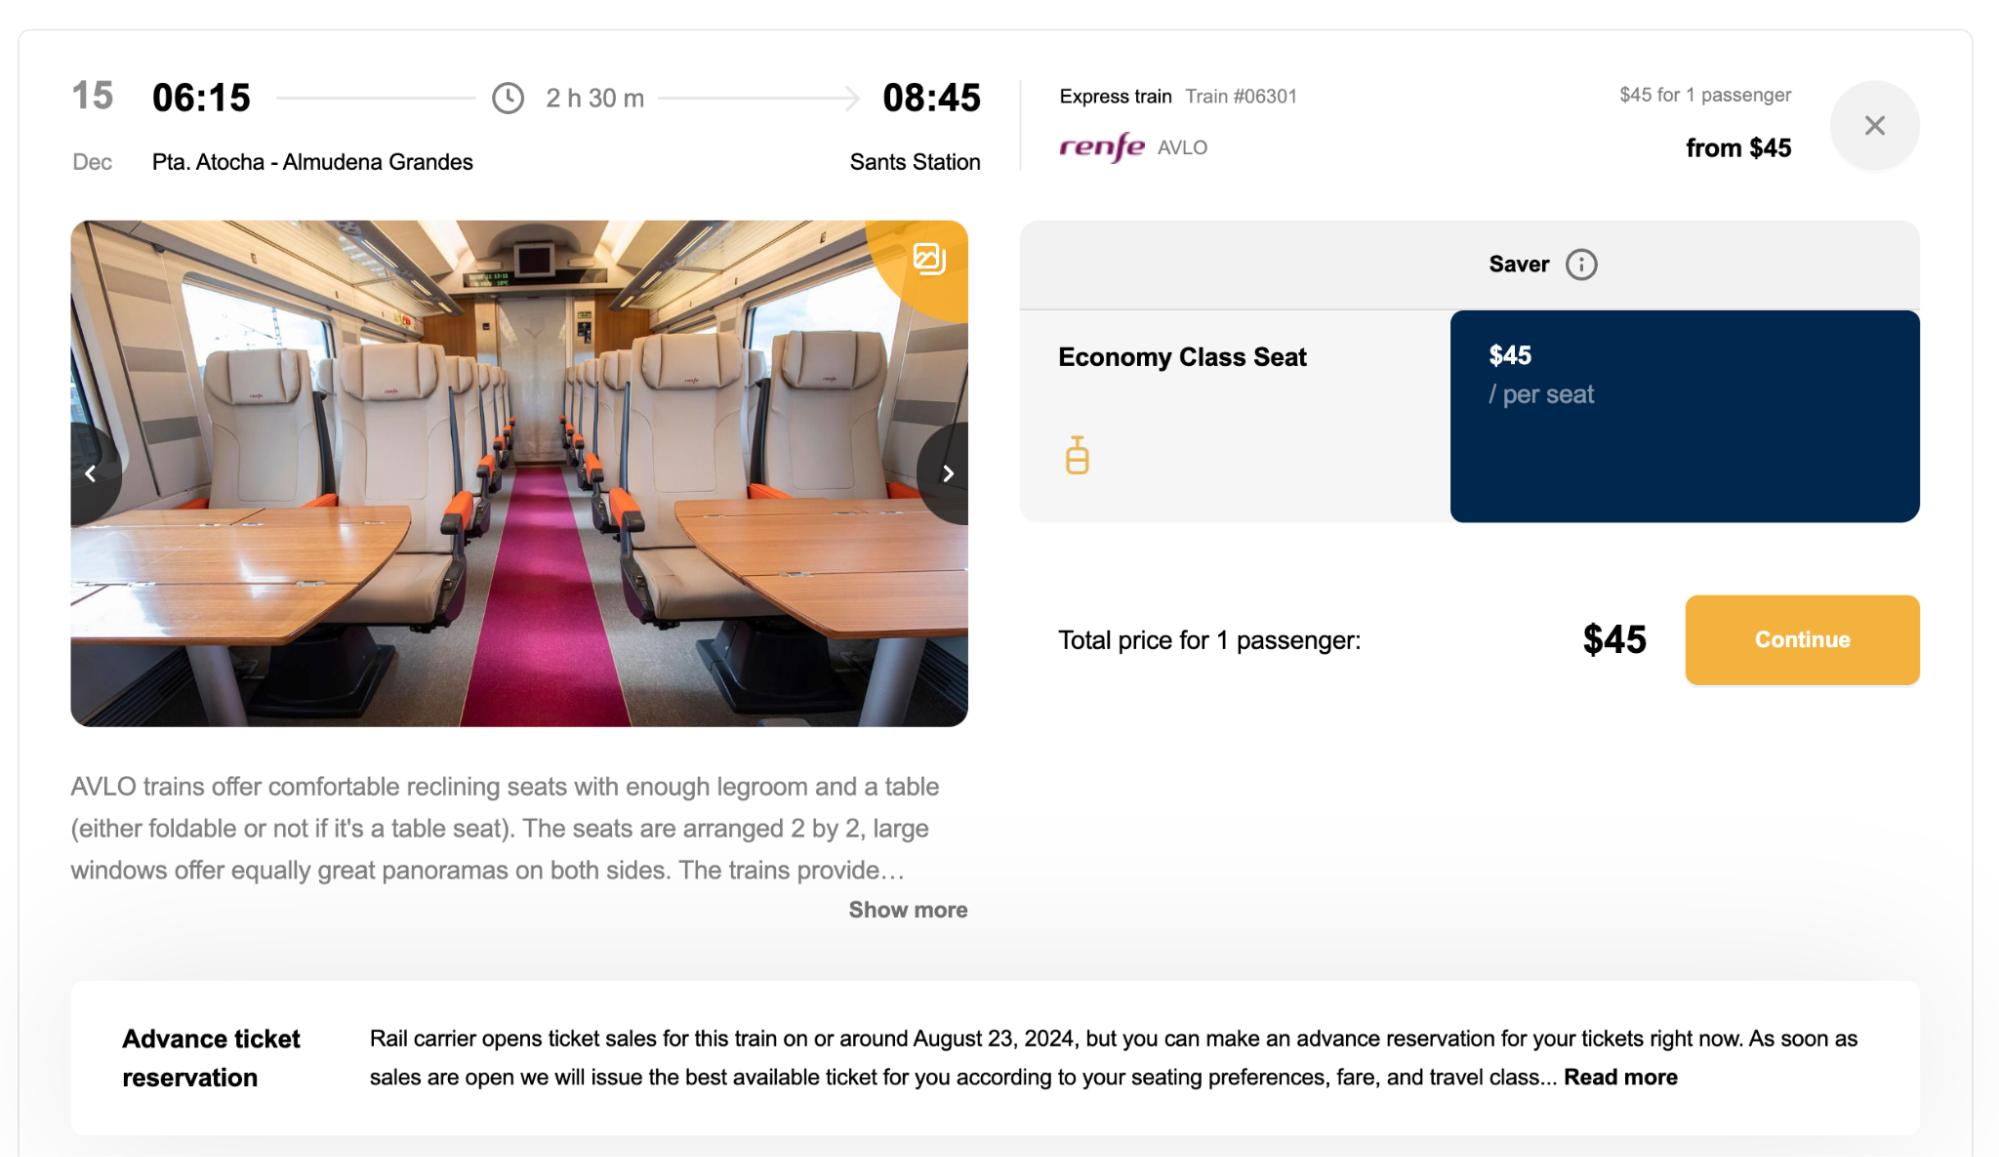 15 06:15 2 h 30 m 08:45
Dec Pta. Atocha - Almudena Grandes Sants Station
Express train Train #06301
renfe AVLO
$45 for 1 passenger
from $45
Saver
Economy Class Seat
$45
/ per seat
Total price for 1 passenger: $45 Continue
renfe
renfe
renfe
renfe
AVLO trains offer comfortable reclining seats with enough legroom and a table
(either foldable or not if it's a table seat). The seats are arranged 2 by 2, large
windows offer equally great panoramas on both sides. The trains provide…
Show more
Advance ticket
reservation
Rail carrier opens ticket sales for this train on or around August 23, 2024, but you can make an advance reservation for your tickets right now. As soon as
sales are open we will issue the best available ticket for you according to your seating preferences, fare, and travel class... Read more